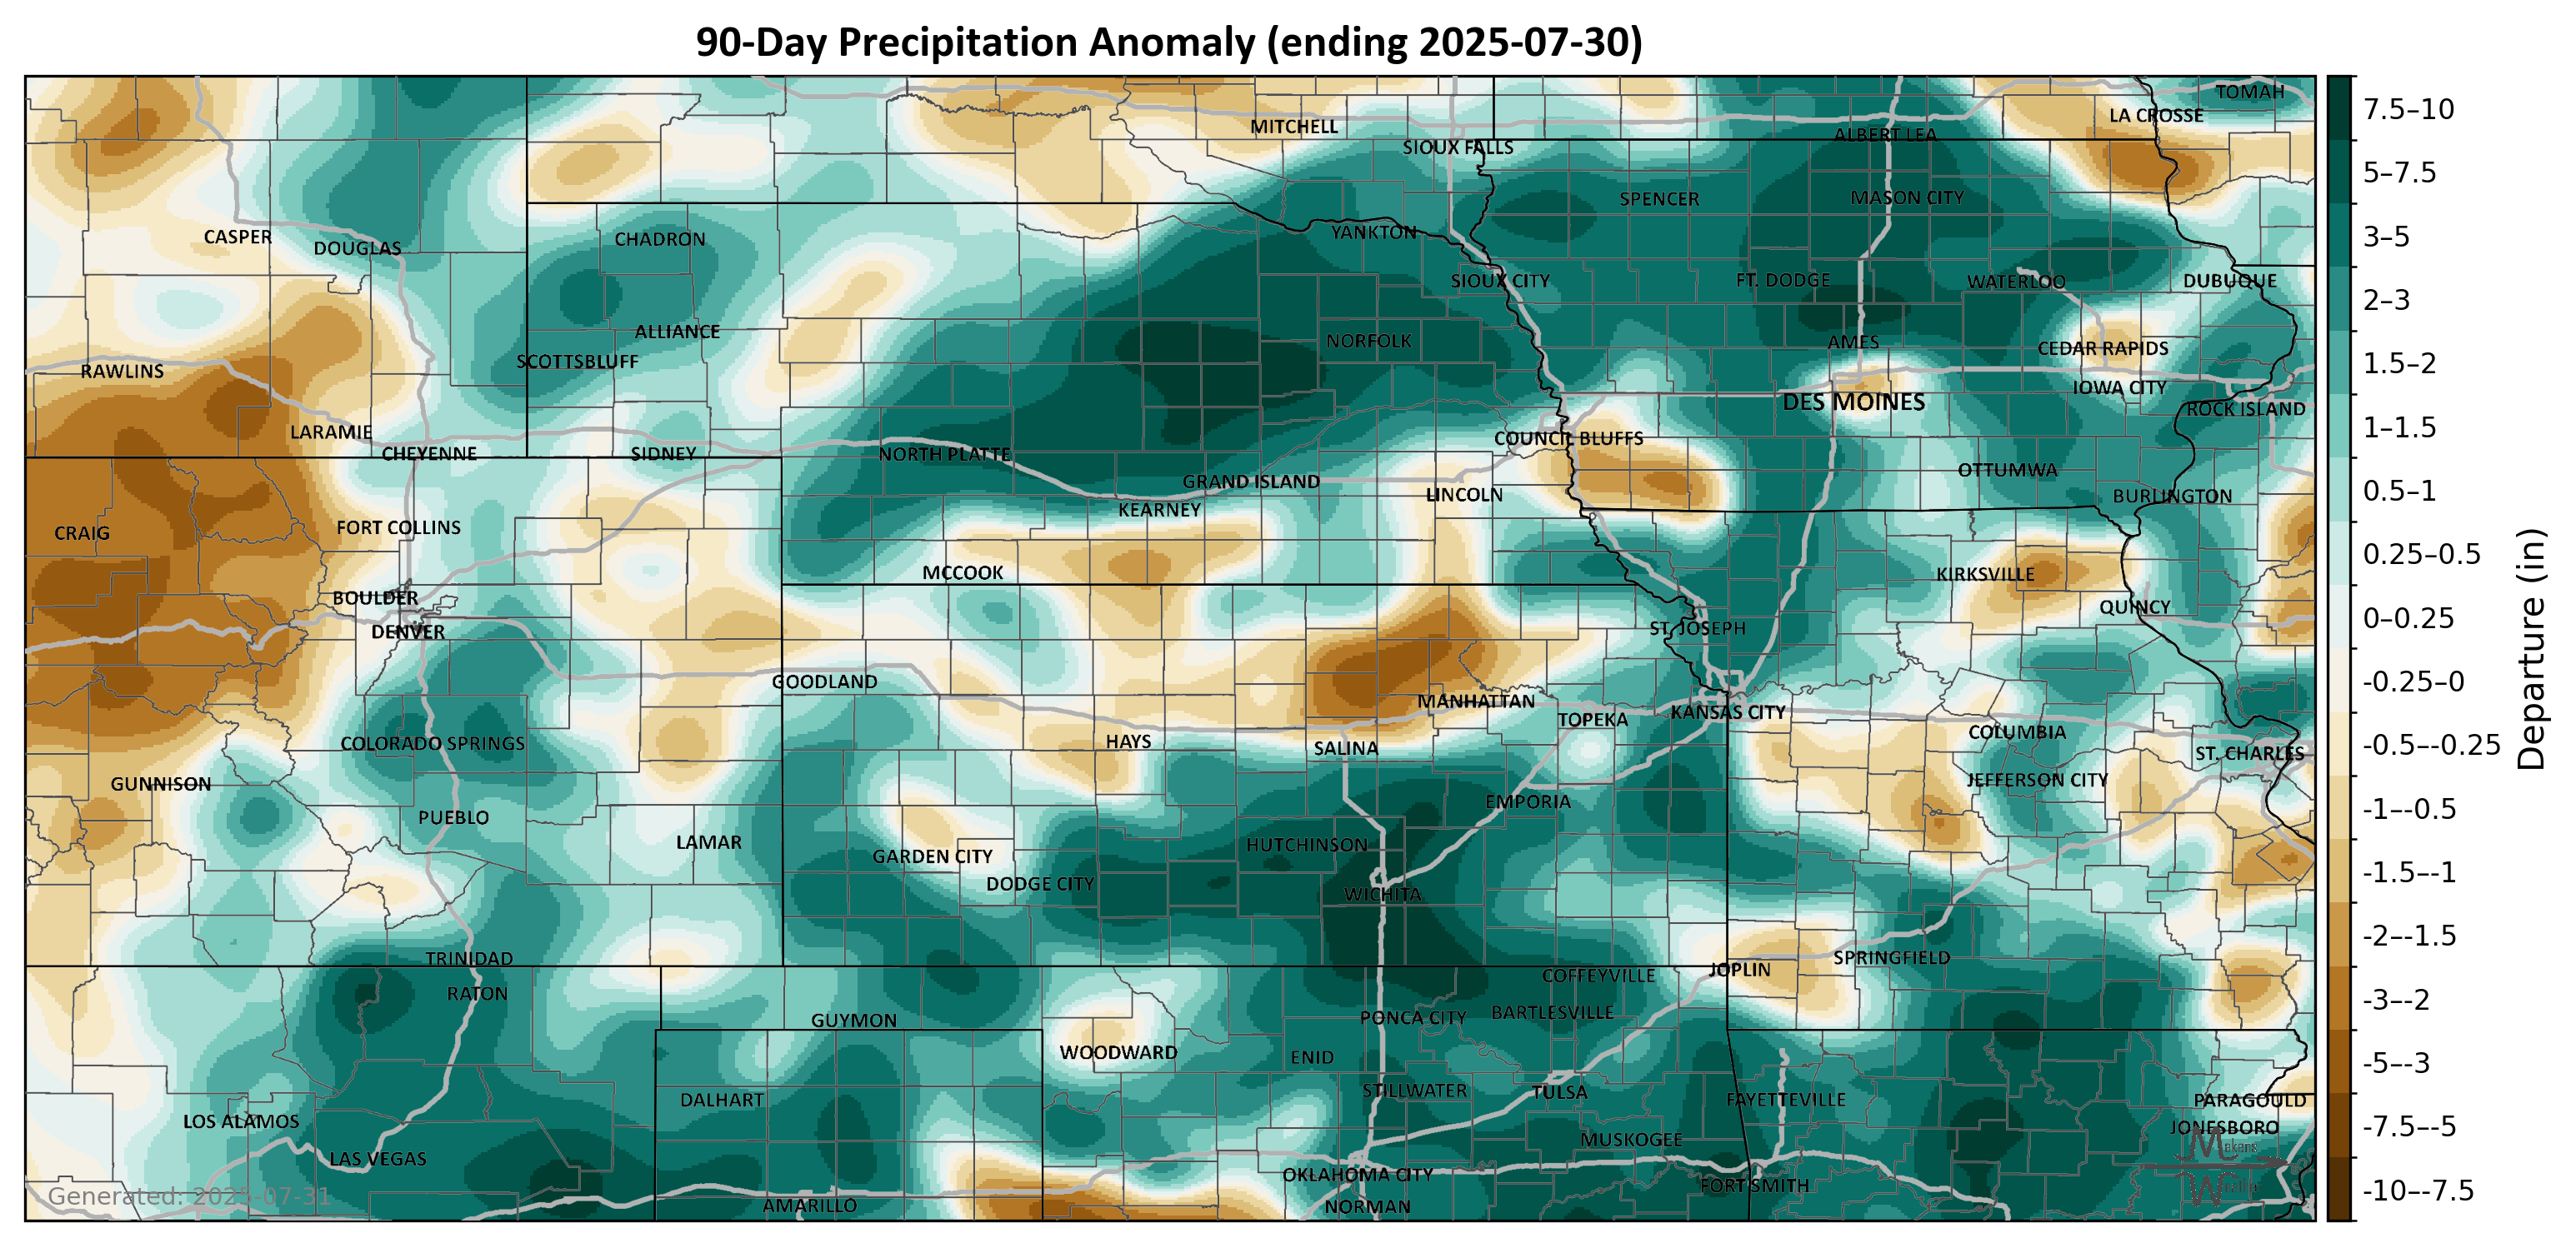 90-Day Precipitation Anomaly (ending 2025-07-30)
TOMAH
LA CROSSE
MITCHELL
ALBERT LEA
SIOUX FALLS
SPENCER
MASON CITY
CASPER
DOUGLAS
CHADRON
YANKTON
SIOUX CITY
FT. DODGE
WATERLOO
DUBUQUE
ALLIANCE
NORFOLK
AMES
CEDAR RAPIDS
SCOTTSBLUFF
RAWLINS
IOWA CITY
DES MOINES
ROCK ISLAND
LARAMIE
COUNCIL BLUFFS
CHEYENNE
SIDNEY
NORTH PLATTE
OTTUMWA
GRAND ISLAND
LINCOLN
BURLINGTON
KEARNEY
CRAIG
FORT COLLINS
MCCOOK
KIRKSVILLE
BOULDER
QUINCY
DENVER
ST. JOSEPH
GOODLAND
MANHATTAN
TOPEKA
KANSAS CITY
COLUMBIA
COLORADO SPRINGS
HAYS
SALINA
ST. CHARLES
GUNNISON
JEFFERSON CITY
EMPORIA
PUEBLO
LAMAR
HUTCHINSON
GARDEN CITY
DODGE CITY
WICHITA
TRINIDAD
SPRINGFIELD
JOPLIN
COFFEYVILLE
RATON
BARTLESVILLE
GUYMON
PONCA CITY
WOODWARD
ENID
STILLWATER
TULSA
DALHART
FAYETTEVILLE
PARAGOULD
LOS ALAMOS
JONESBORO
MUSKOGEE
LAS VEGAS
OKLAHOMA CITY
FORT SMITH
AMARILLO
NORMAN
Generated: 2025-07-31
Makens
7.5–10
5–7.5
3–5
2–3
1.5–2
1–1.5
0.5–1
0.25–0.5
0–0.25
-0.25–0
-0.5–-0.25
-1–-0.5
-1.5–-1
-2–-1.5
-3–-2
-5–-3
-7.5–-5
-10–-7.5
Departure (in)